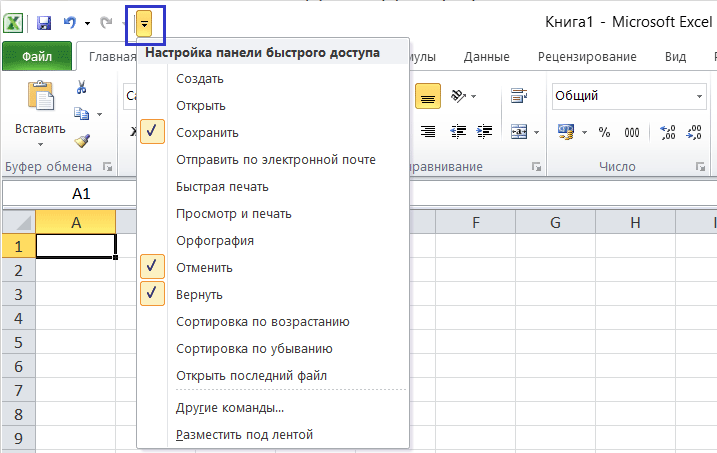 Книга1 - Microsoft Excel
Файл Главная Данные Рецензирование Вид
Настройка панели быстрого доступа
Создать
Открыть
Сохранить
Отправить по электронной почте
Быстрая печать
Просмотр и печать
Орфография
Отменить
Вернуть
Сортировка по возрастанию
Сортировка по убыванию
Открыть последний файл
Другие команды...
Разместить под лентой
Вставить
Ж
Общий
% 000
Буфер обмена Число
A1
A F G H
1
2
3
4
5
6
7
8
9